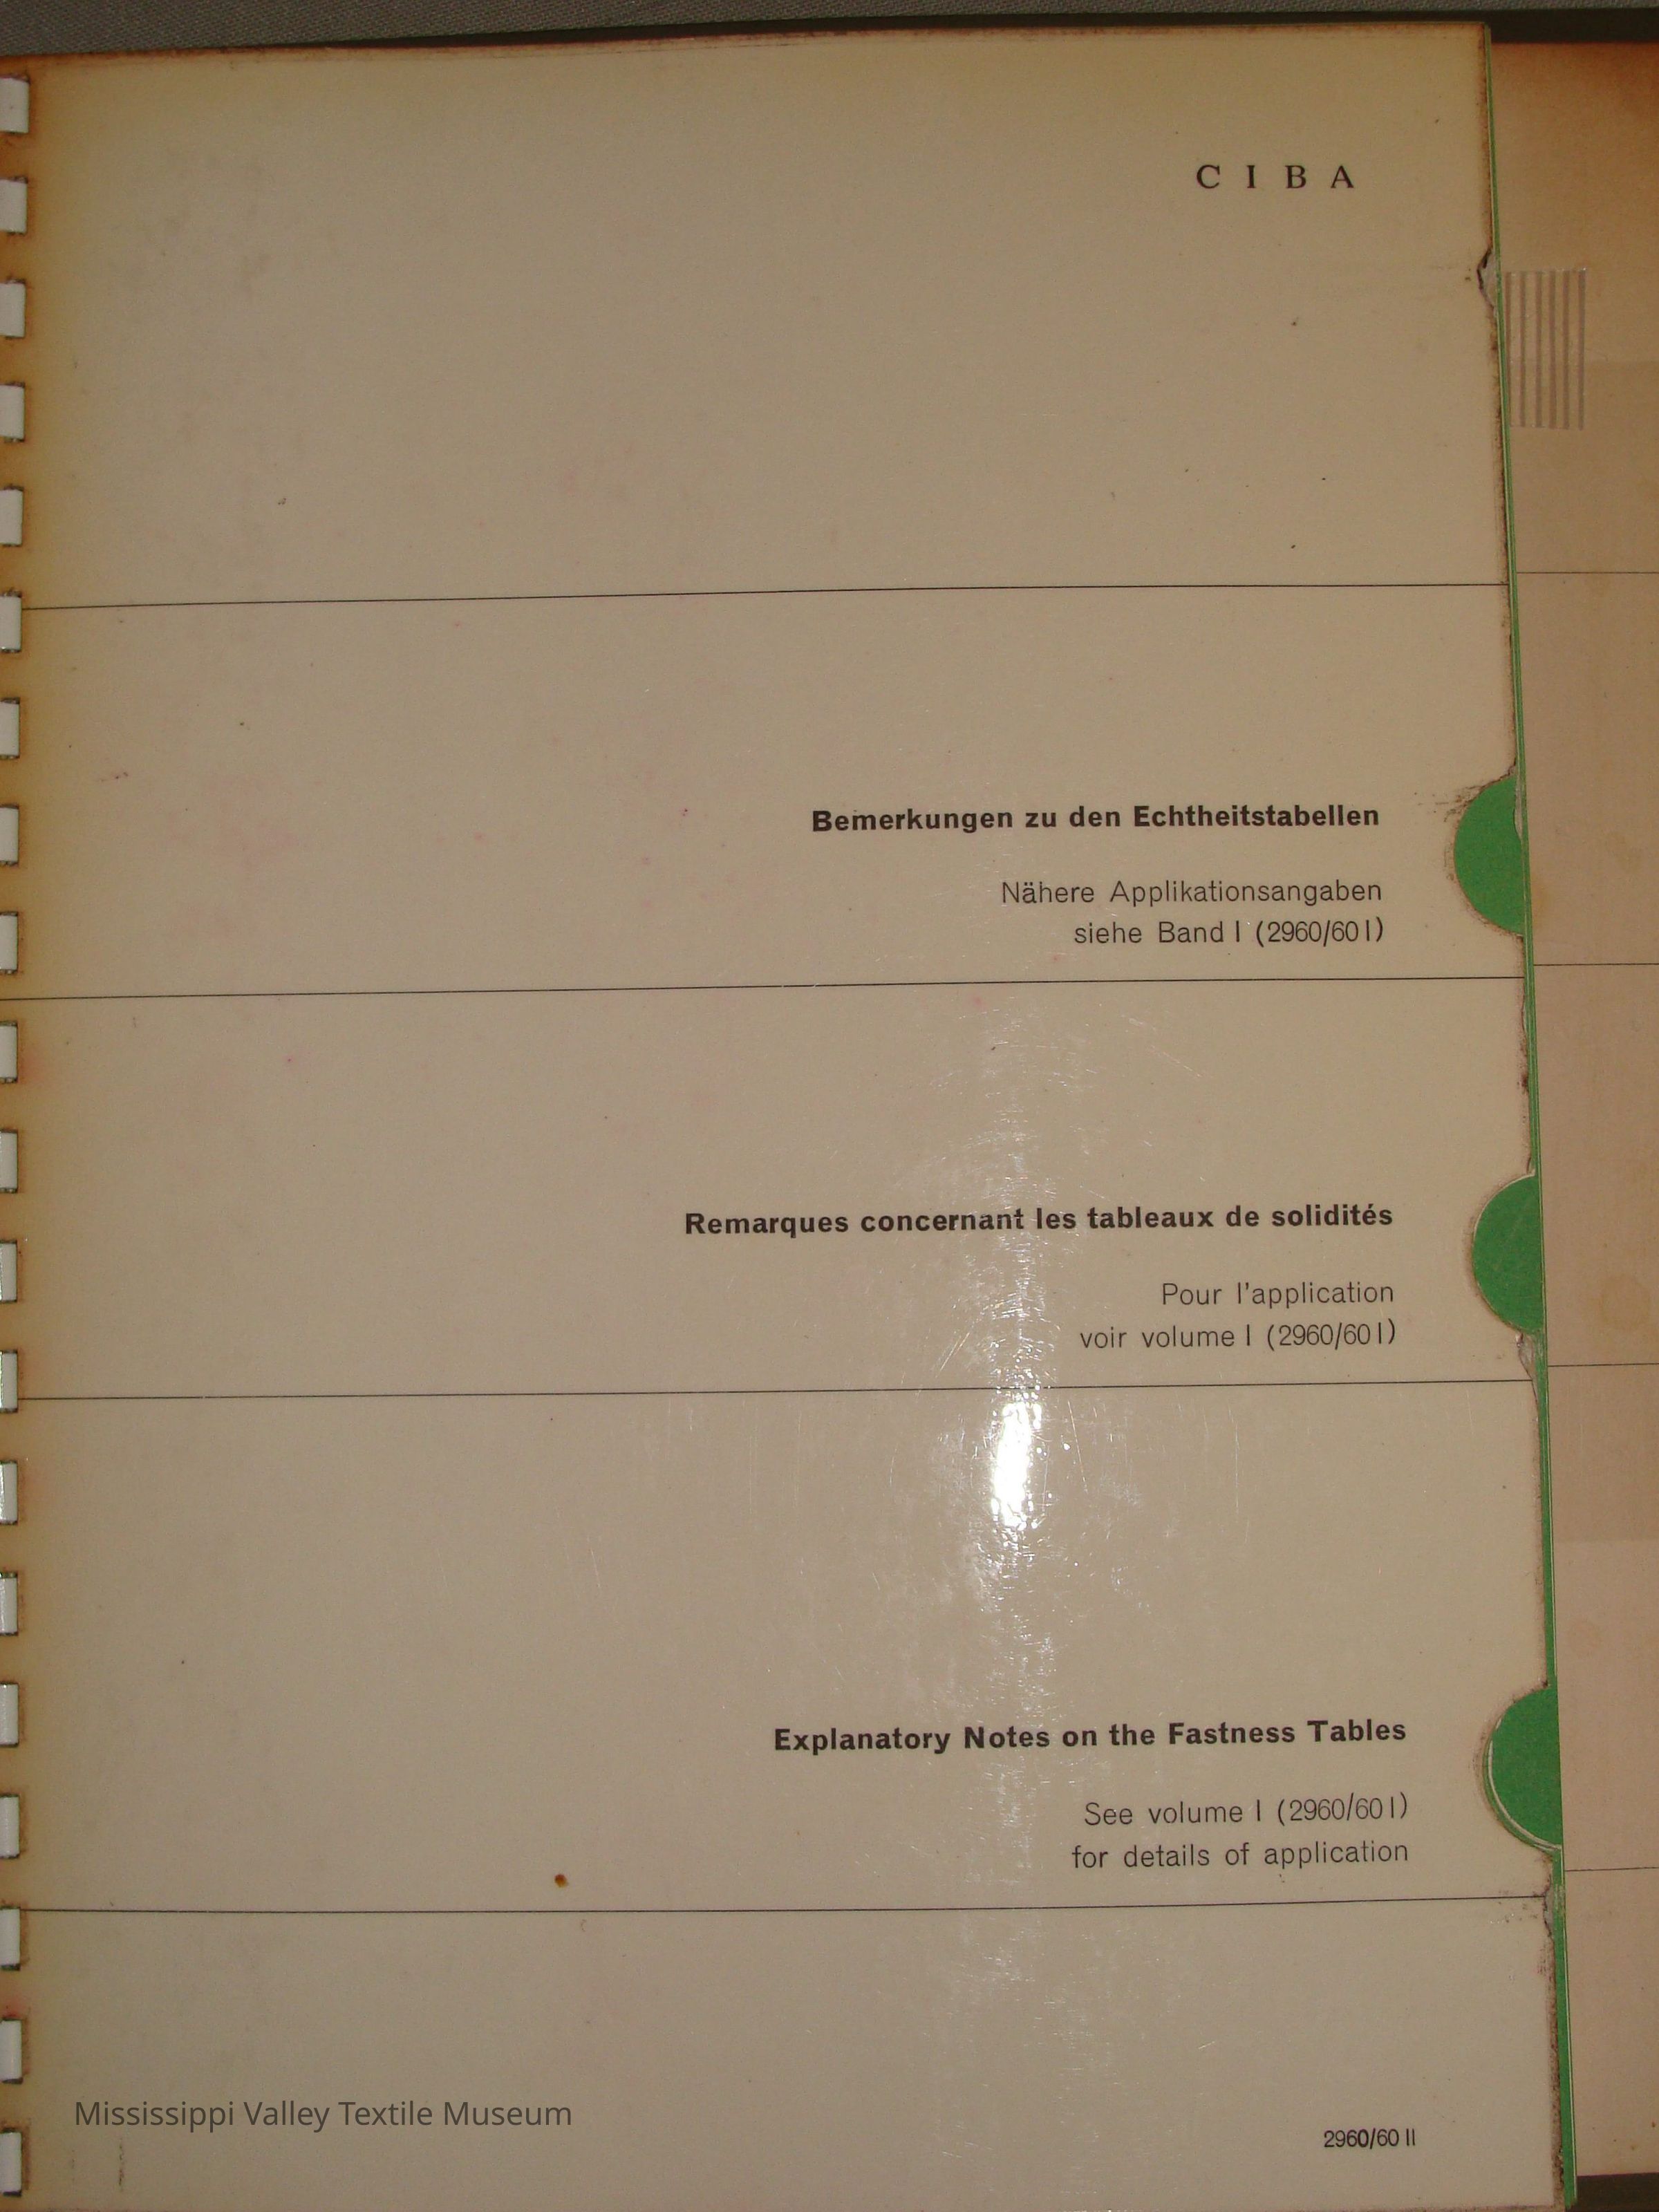 C I B A
Bemerkungen zu den Echtheitstabellen
Nähere Applikationsangaben
siehe Band I (2960/60 I)
Remarques concernant les tableaux de solidités
Pour l'application
voir volume I (2960/60 I)
Explanatory Notes on the Fastness Tables
See volume I (2960/60 I)
for details of application
Mississippi Valley Textile Museum
2960/60 II